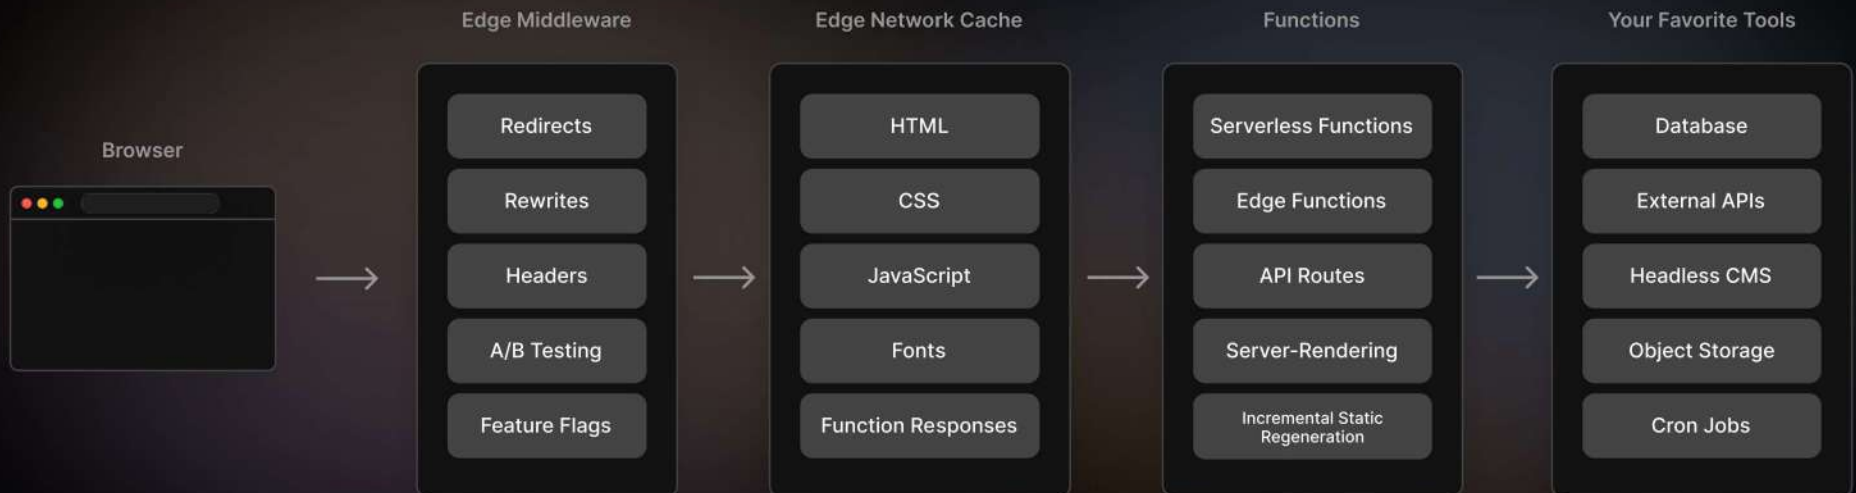 Browser
Edge Middleware
Redirects
Rewrites
Headers
A/B Testing
Feature Flags
Edge Network Cache
HTML
CSS
JavaScript
Fonts
Function Responses
Functions
Serverless Functions
Edge Functions
API Routes
Server-Rendering
Incremental Static
Regeneration
Your Favorite Tools
Database
External APIs
Headless CMS
Object Storage
Cron Jobs